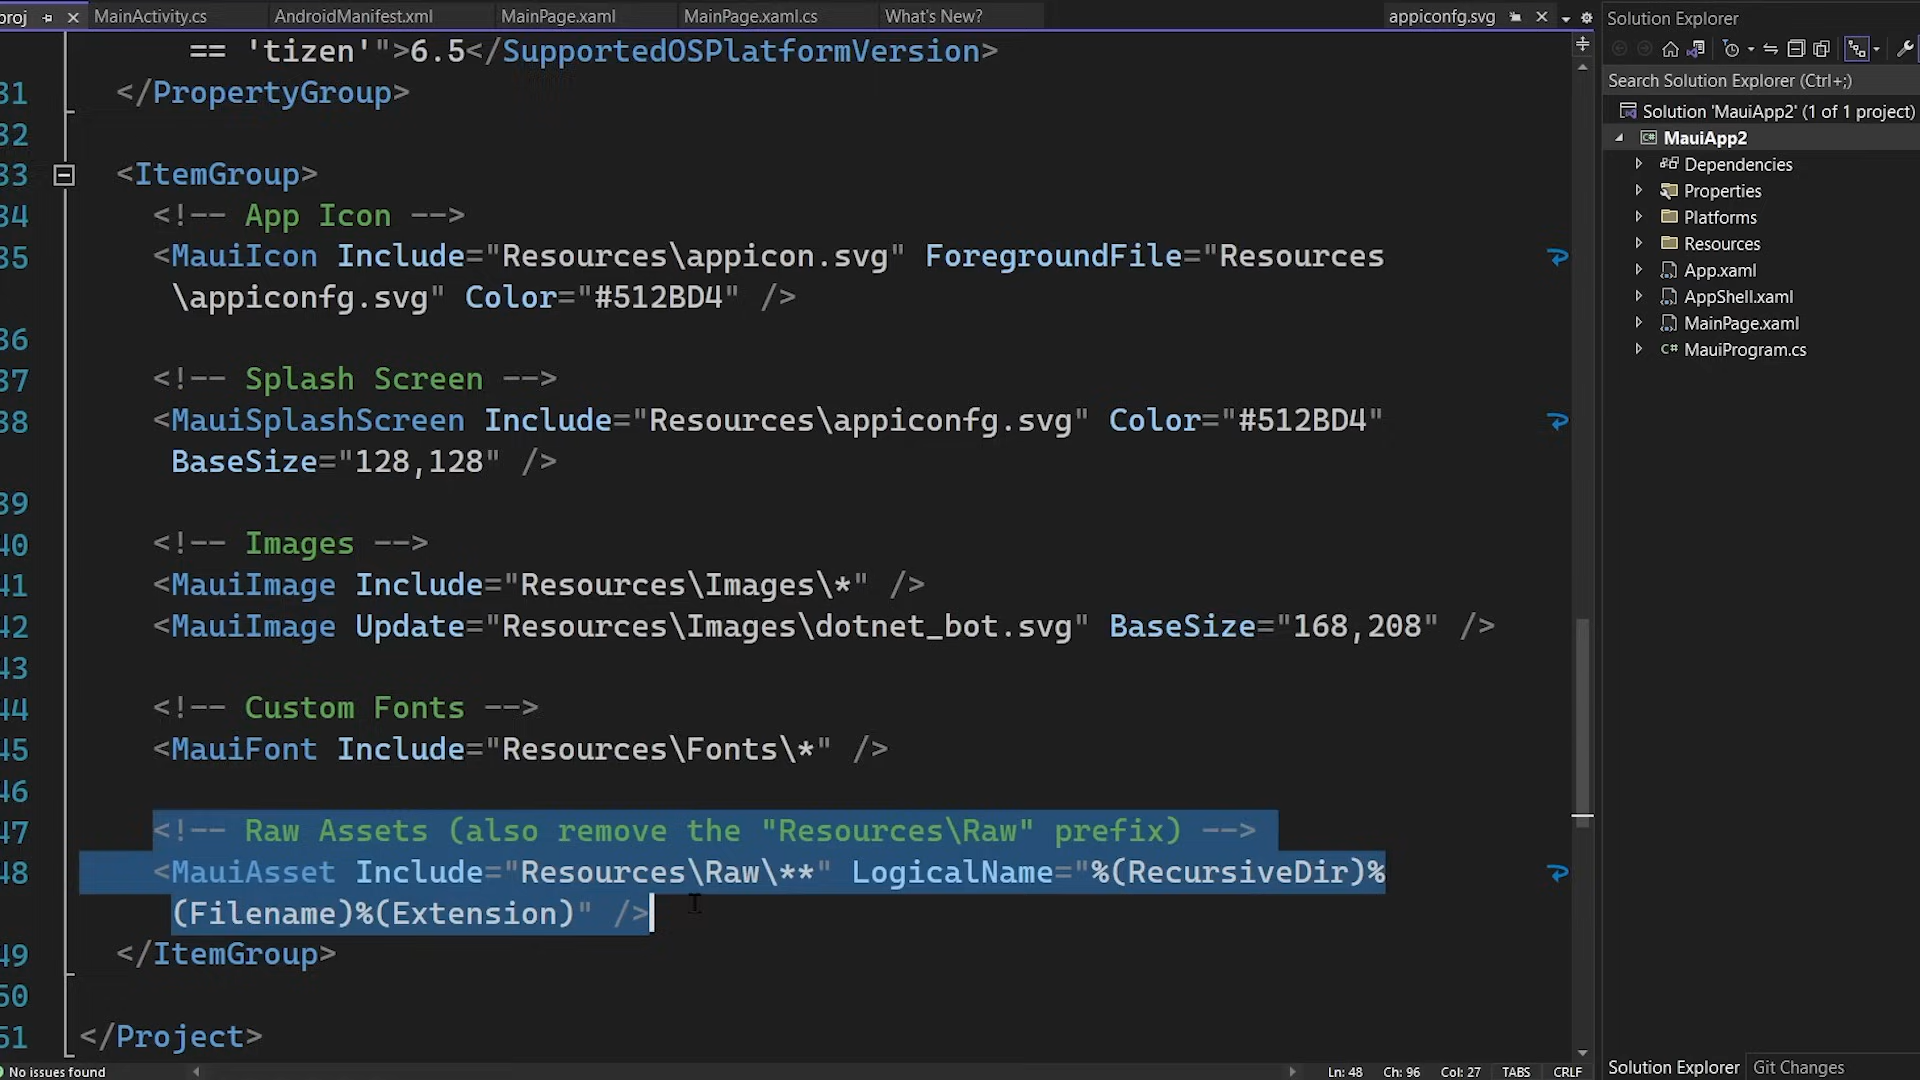 proj
MainActivity.cs
AndroidManifest.xml
MainPage.xaml
MainPage.xaml.cs
What's New?
appiconfg.svg
== 'tizen'">6.5</SupportedOSPlatformVersion>
31 </PropertyGroup>
32
33 <ItemGroup>
34 <!-- App Icon -->
35 <MauiIcon Include="Resources\appicon.svg" ForegroundFile="Resources
\appiconfg.svg" Color="#512BD4" />
36
37 <!-- Splash Screen -->
38 <MauiSplashScreen Include="Resources\appiconfg.svg" Color="#512BD4"
BaseSize="128,128" />
39
40 <!-- Images -->
41 <MauiImage Include="Resources\Images\*" />
42 <MauiImage Update="Resources\Images\dotnet_bot.svg" BaseSize="168,208" />
43
44 <!-- Custom Fonts -->
45 <MauiFont Include="Resources\Fonts\*" />
46
47 <!-- Raw Assets (also remove the "Resources\Raw" prefix) -->
48 <MauiAsset Include="Resources\Raw\**" LogicalName="%(RecursiveDir)%
(Filename)%(Extension)" />
49 </ItemGroup>
50
51 </Project>
No issues found
Ln: 48 Ch: 96 Col: 27 TABS CRLF
Solution Explorer
Search Solution Explorer (Ctrl+;)
Solution 'MauiApp2' (1 of 1 project)
C# MauiApp2
Dependencies
Properties
Platforms
Resources
App.xaml
AppShell.xaml
MainPage.xaml
C# MauiProgram.cs
Solution Explorer
Git Changes